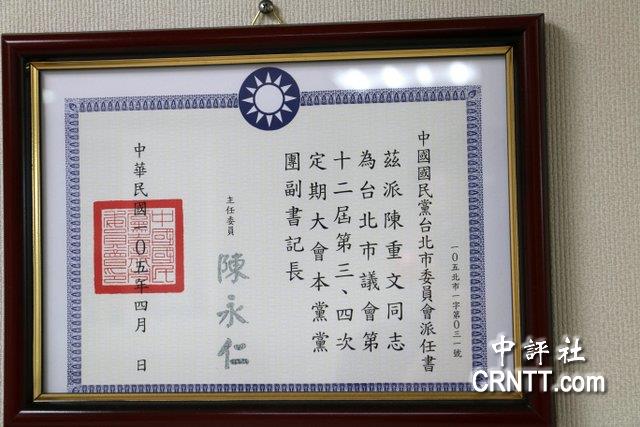 中國國民黨台北市委員會派任書
一０五北市一字第０三一號
茲派陳重文同志
為台北市議會第
十二屆第三、四次
定期大會本黨黨
團副書記長
主任委員
陳永仁
中華民國一０五年四月　日
中評社
CRNTT.com